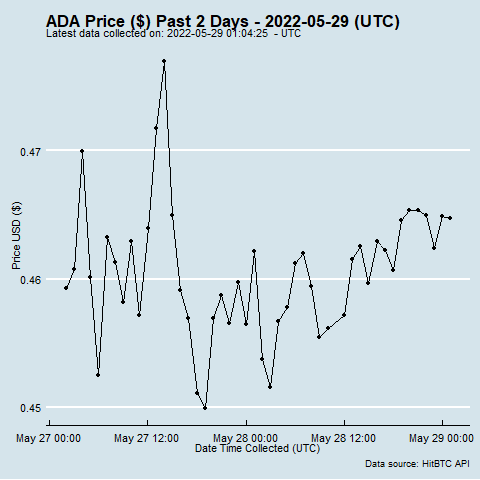 ADA Price ($) Past 2 Days - 2022-05-29 (UTC)
Latest data collected on: 2022-05-29 01:04:25  - UTC
0.47
0.46
0.45
Price USD ($)
May 27 00:00 May 27 12:00 May 28 00:00 May 28 12:00 May 29 00:00
Date Time Collected (UTC)
Data source: HitBTC API